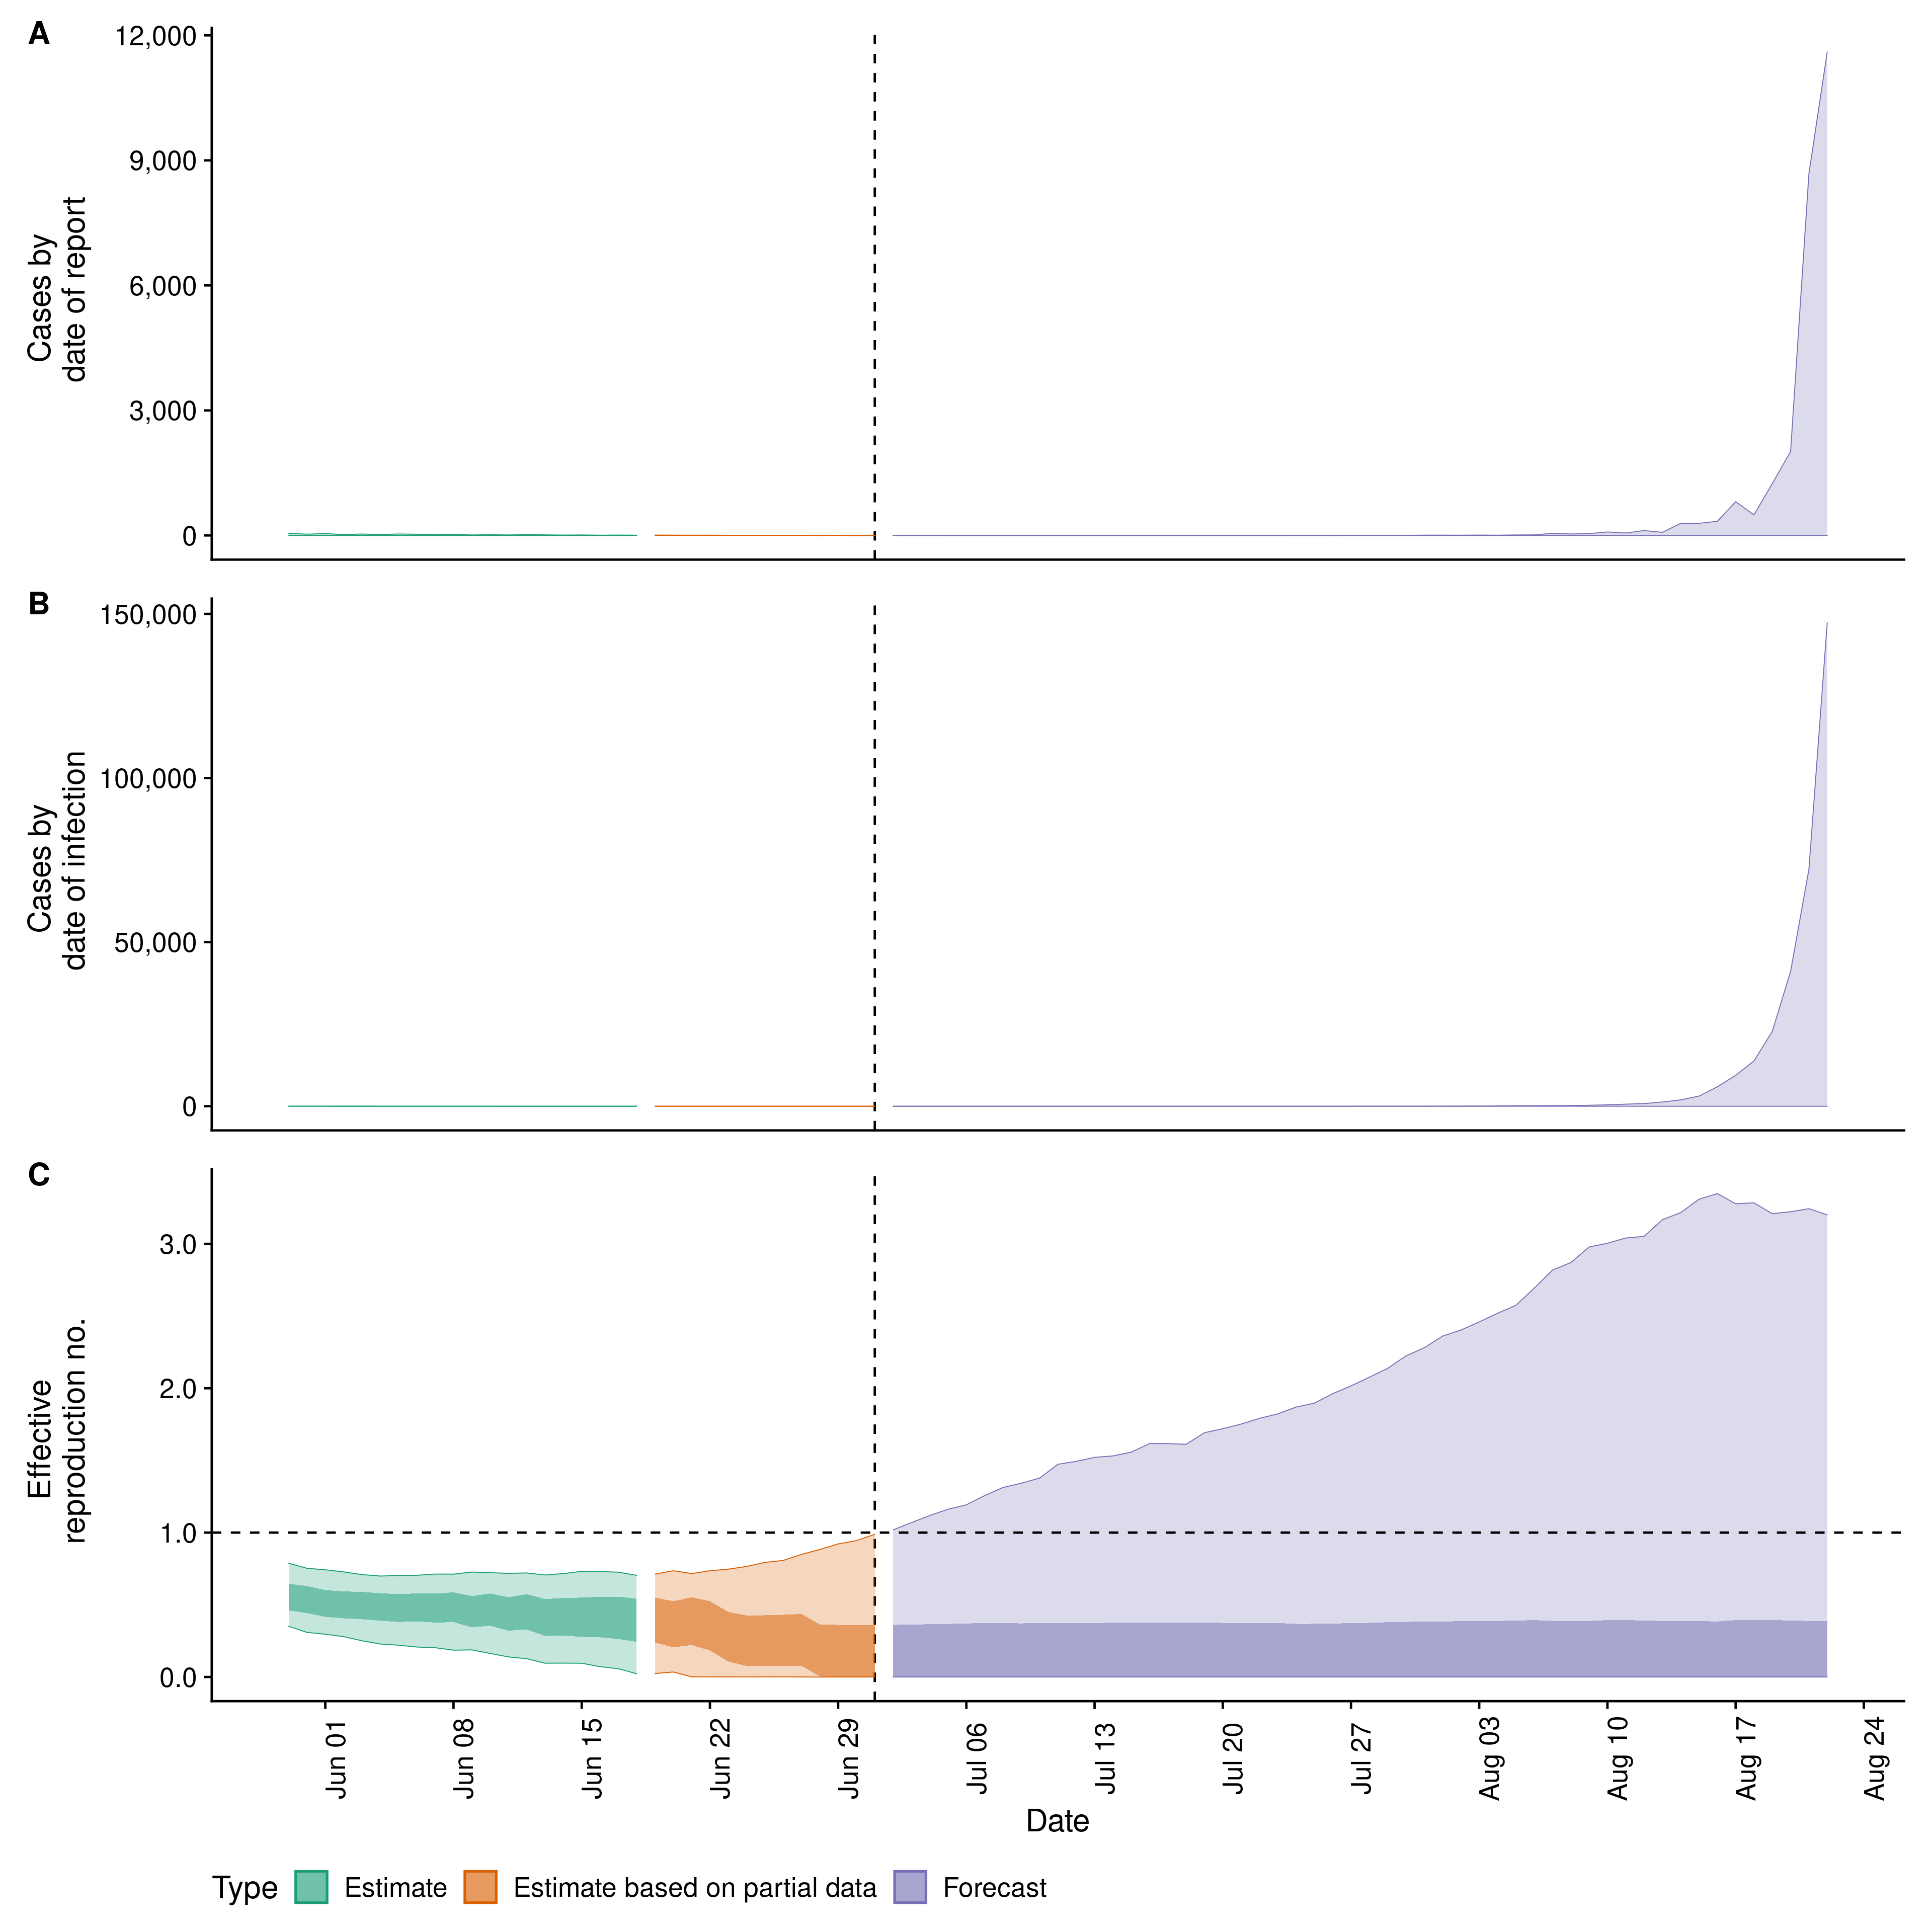 A
12,000
9,000
6,000
3,000
0
Cases by
date of report
B
150,000
100,000
50,000
0
Cases by
date of infection
C
3.0
2.0
1.0
0.0
Effective
reproduction no.
Jun 01
Jun 08
Jun 15
Jun 22
Jun 29
Jul 06
Jul 13
Jul 20
Jul 27
Aug 03
Aug 10
Aug 17
Aug 24
Date
Type Estimate Estimate based on partial data Forecast